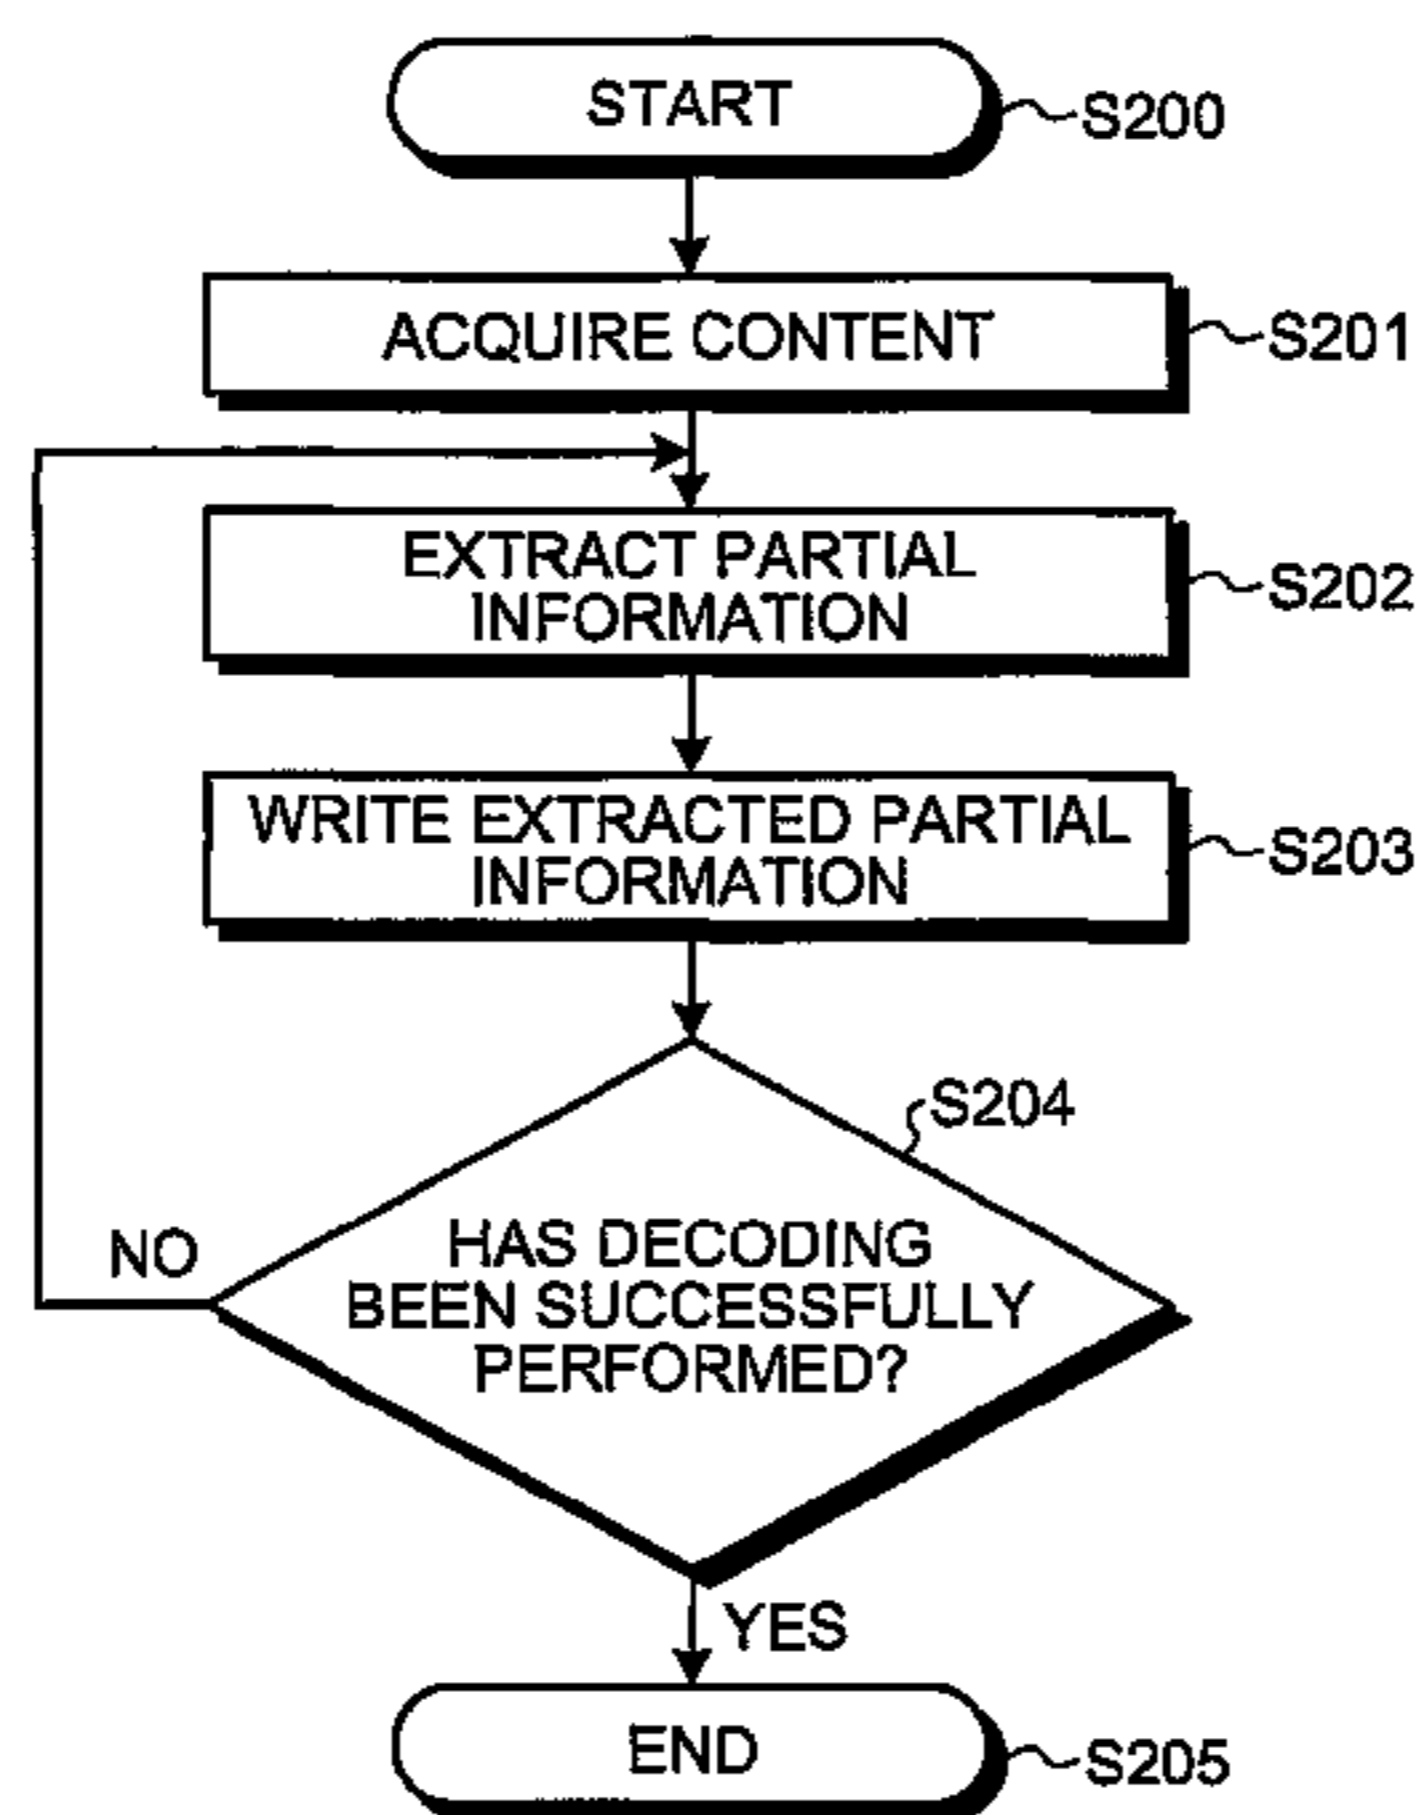 START
S200
ACQUIRE CONTENT
S201
EXTRACT PARTIAL
INFORMATION
S202
WRITE EXTRACTED PARTIAL
INFORMATION
S203
S204
HAS DECODING
BEEN SUCCESSFULLY
PERFORMED?
NO
YES
END
S205